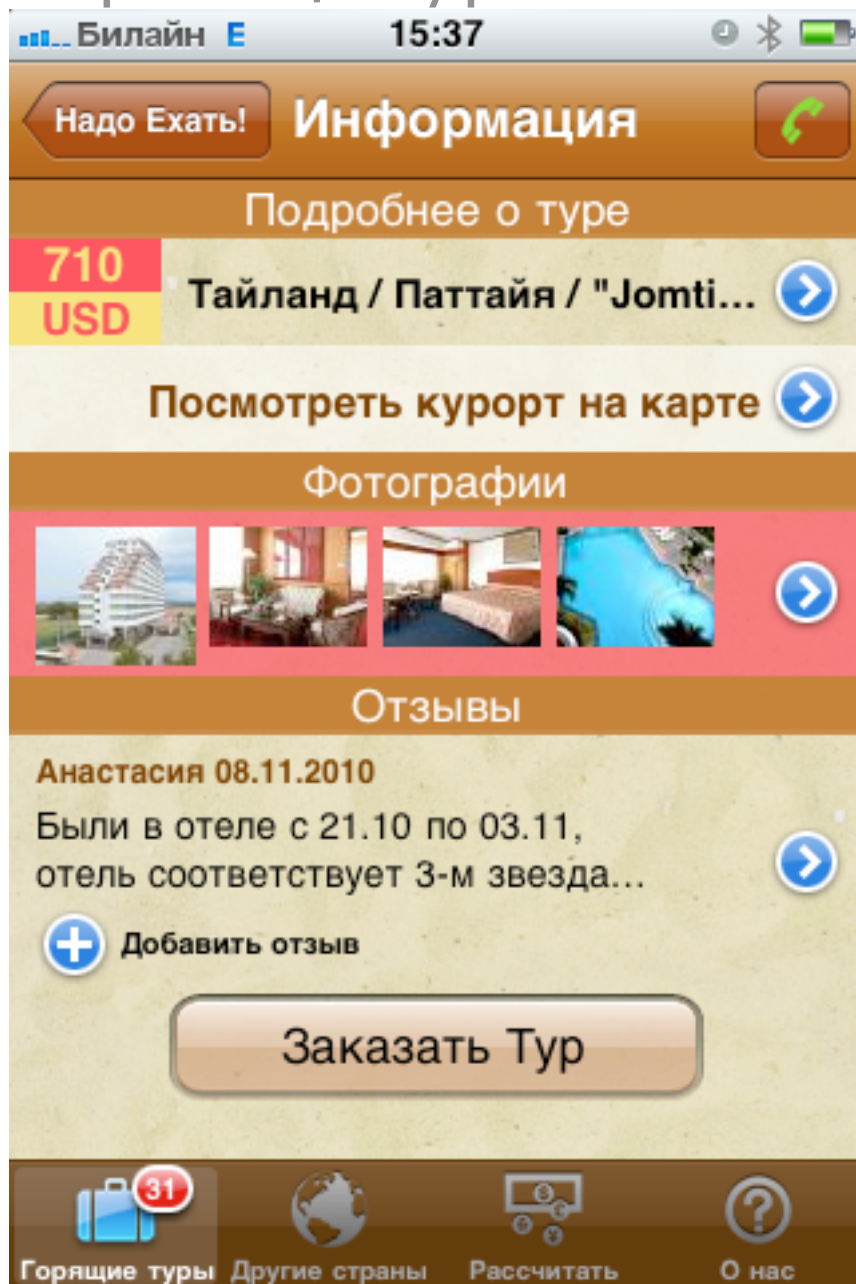 Билайн E 15:37
Надо Ехать! Информация
Подробнее о туре
710
USD
Тайланд / Паттайя / "Jomti...
Посмотреть курорт на карте
Фотографии
Отзывы
Анастасия 08.11.2010
Были в отеле с 21.10 по 03.11,
отель соответствует 3-м звезда...
Добавить отзыв
Заказать Тур
31
Горящие туры Другие страны Рассчитать О нас